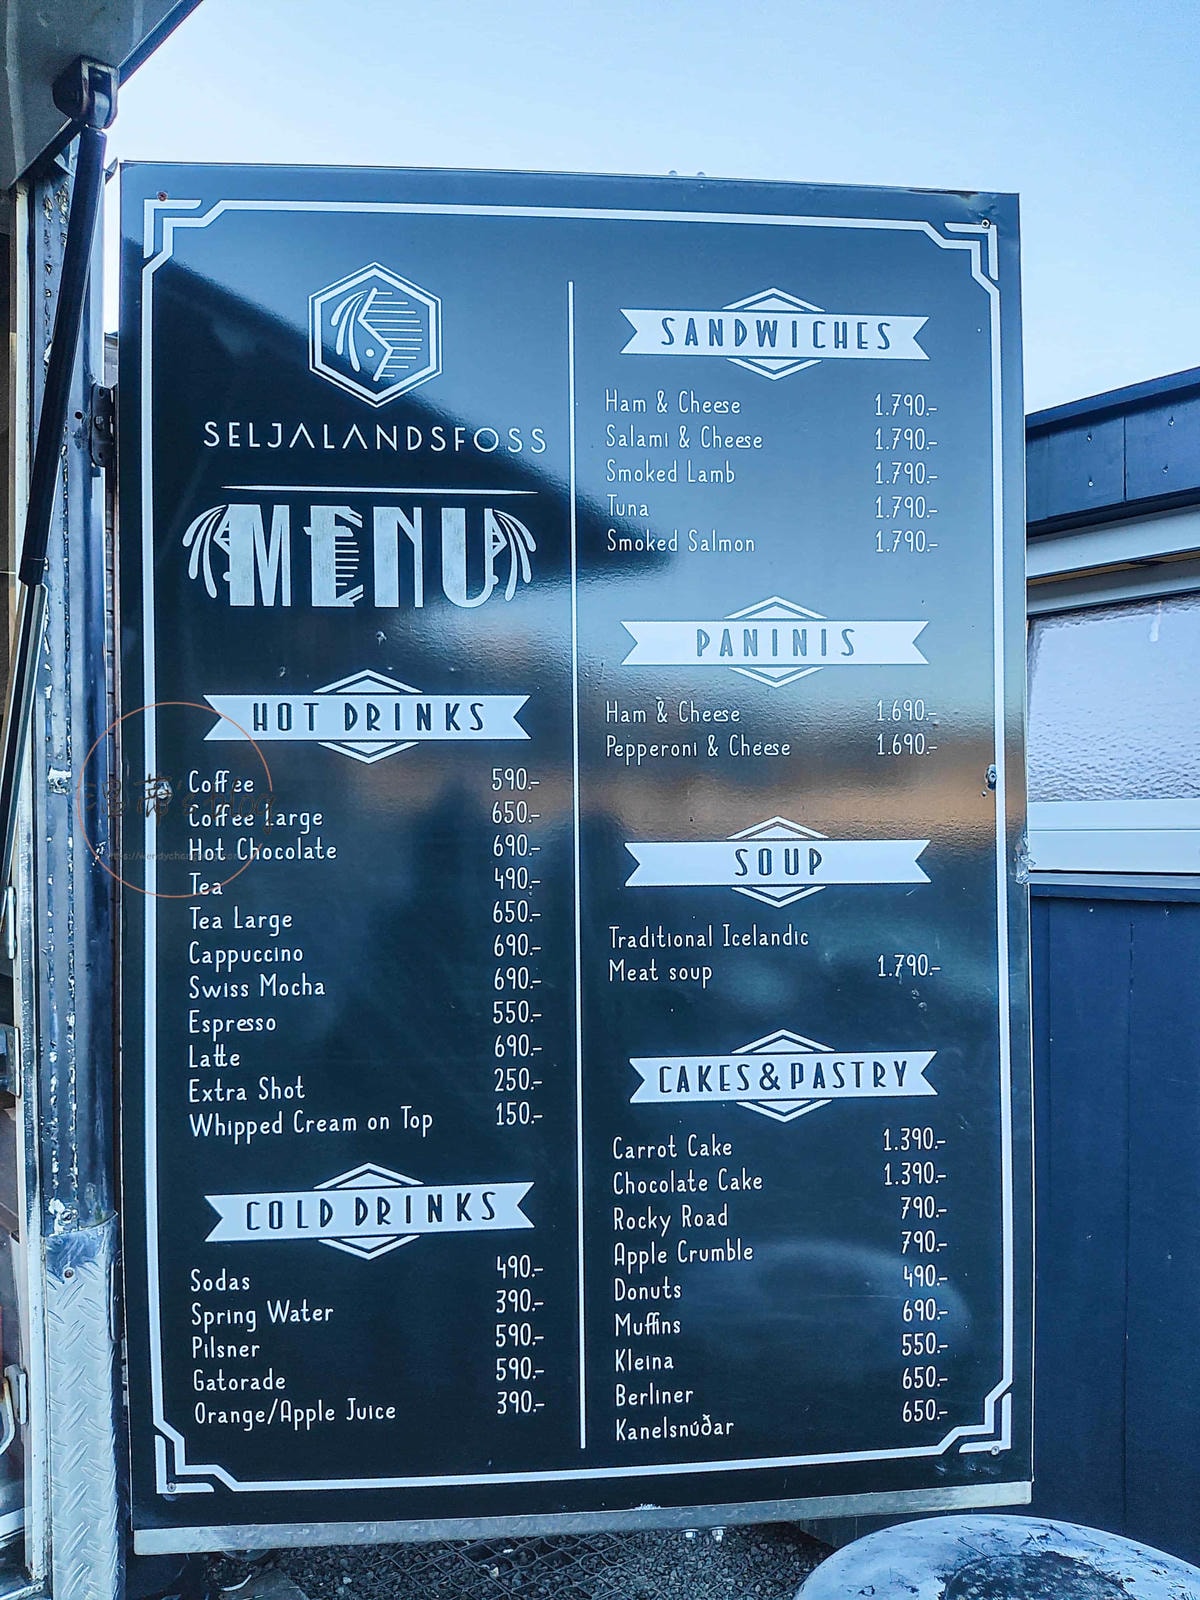 SELJALANDSFOSS
MENU
HOT DRINKS
Coffee 590.-
Coffee Large 650.-
Hot Chocolate 690.-
Tea 490.-
Tea Large 650.-
Cappuccino 690.-
Swiss Mocha 690.-
Espresso 550.-
Latte 690.-
Extra Shot 250.-
Whipped Cream on Top 150.-
COLD DRINKS
Sodas 490.-
Spring Water 390.-
Pilsner 590.-
Gatorade 590.-
Orange/Apple Juice 390.-
SANDWICHES
Ham & Cheese 1.790.-
Salami & Cheese 1.790.-
Smoked Lamb 1.790.-
Tuna 1.790.-
Smoked Salmon 1.790.-
PANINIS
Ham & Cheese 1.690.-
Pepperoni & Cheese 1.690.-
SOUP
Traditional Icelandic
Meat soup 1.790.-
CAKES&PASTRY
Carrot Cake 1.390.-
Chocolate Cake 1.390.-
Rocky Road 790.-
Apple Crumble 790.-
Donuts 490.-
Muffins 690.-
Kleina 550.-
Berliner 650.-
Kanelsnúðar 650.-